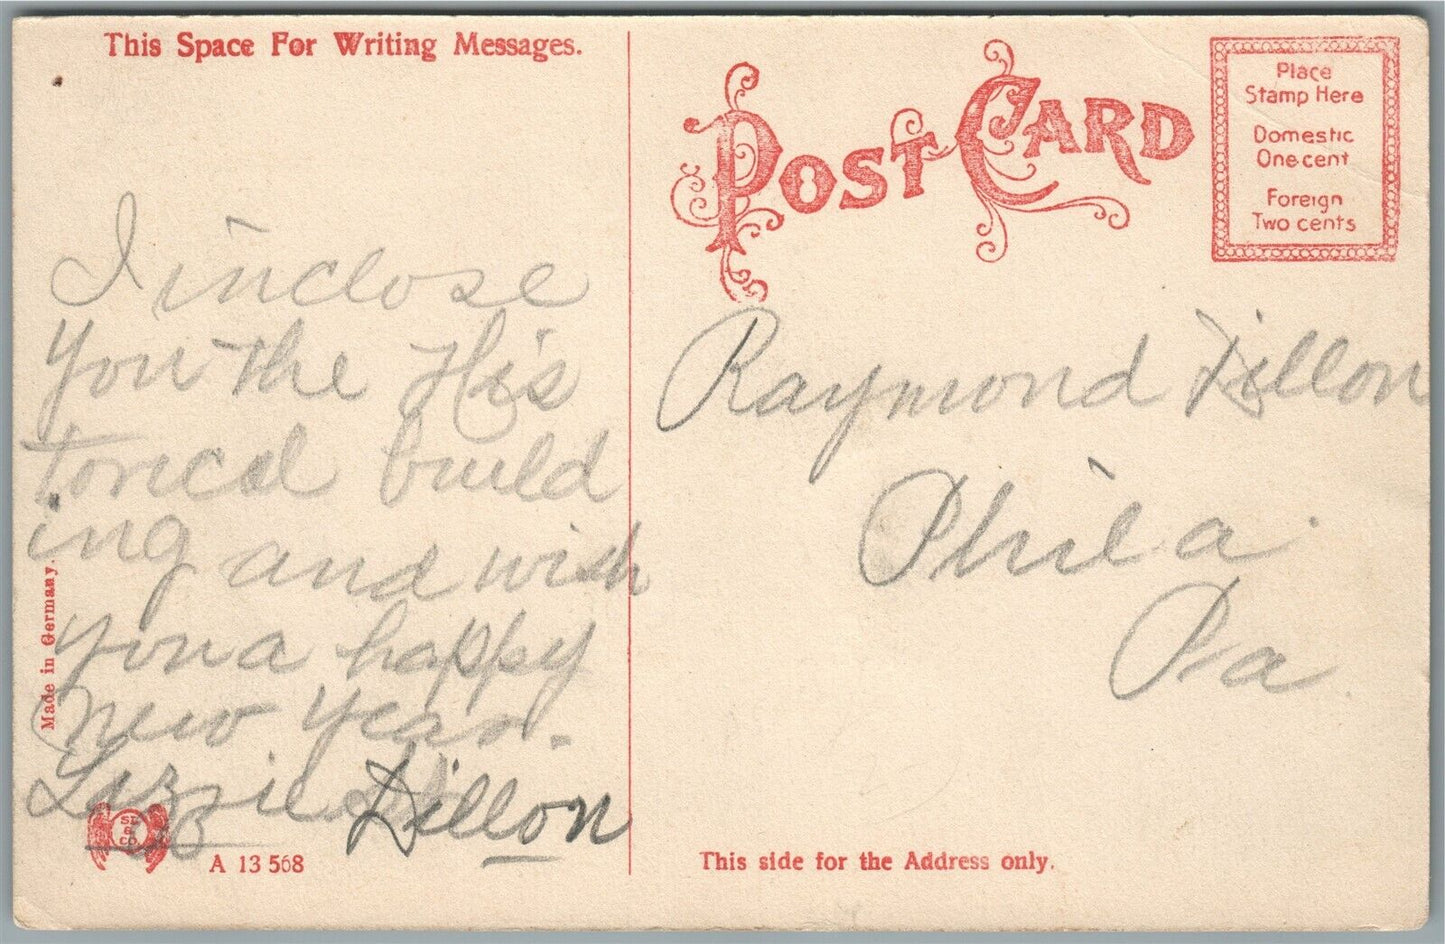 This Space For Writing Messages.
I inclose
you the His
torical build
ing and wish
you a happy
new year.
Lizzie Dillon
Made in Germany.
SL
&
CO.
A 13 568
POST CARD
Place
Stamp Here
Domestic
One cent
Foreign
Two cents
Raymond Dillon
Phila
Pa
This side for the Address only.